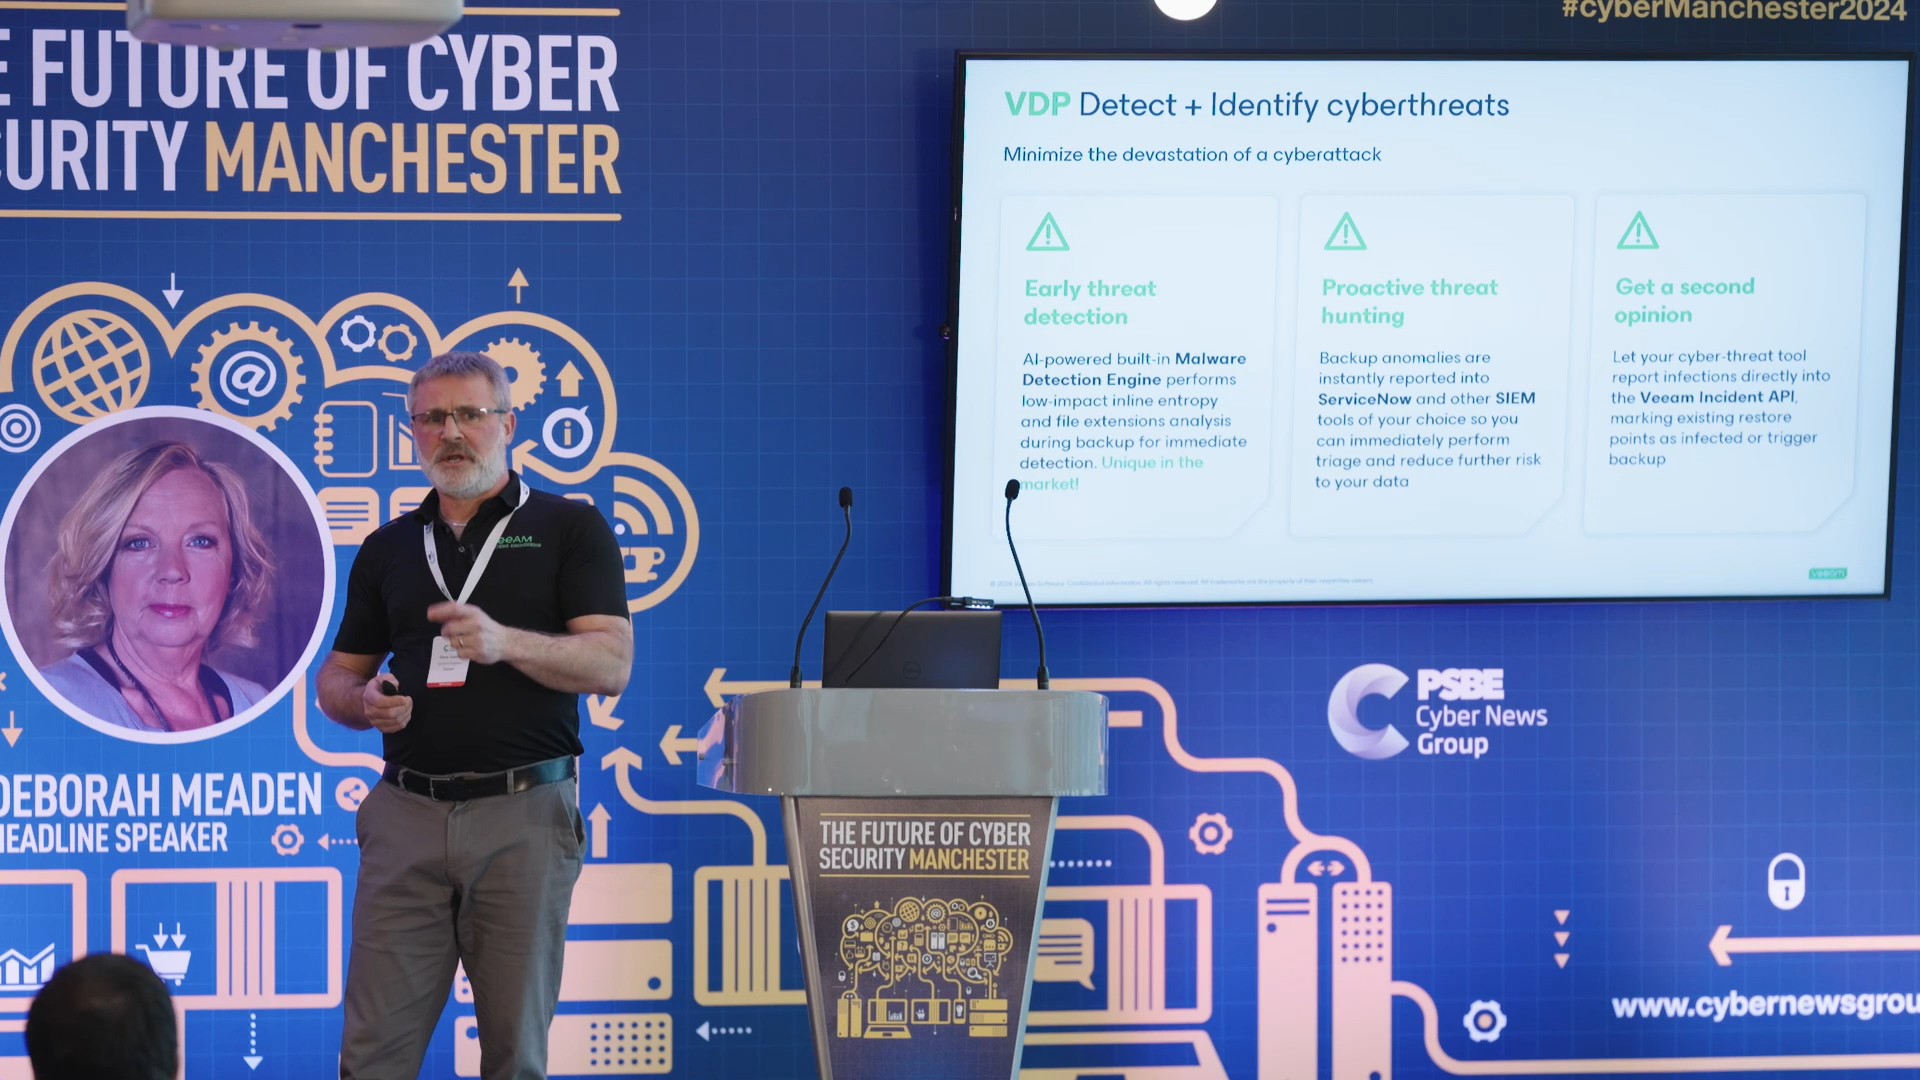 #cyberManchester2024
E FUTURE OF CYBER
CURITY MANCHESTER
VDP Detect + Identify cyberthreats
Minimize the devastation of a cyberattack
Early threat
detection
AI-powered built-in Malware
Detection Engine performs
low-impact inline entropy
and file extensions analysis
during backup for immediate
detection. Unique in the
market!
Proactive threat
hunting
Backup anomalies are
instantly reported into
ServiceNow and other SIEM
tools of your choice so you
can immediately perform
triage and reduce further risk
to your data
Get a second
opinion
Let your cyber-threat tool
report infections directly into
the Veeam Incident API,
marking existing restore
points as infected or trigger
backup
veeam
veeAM
DEBORAH MEADEN
HEADLINE SPEAKER
PSBE
Cyber News
Group
THE FUTURE OF CYBER
SECURITY MANCHESTER
www.cybernewsgrou